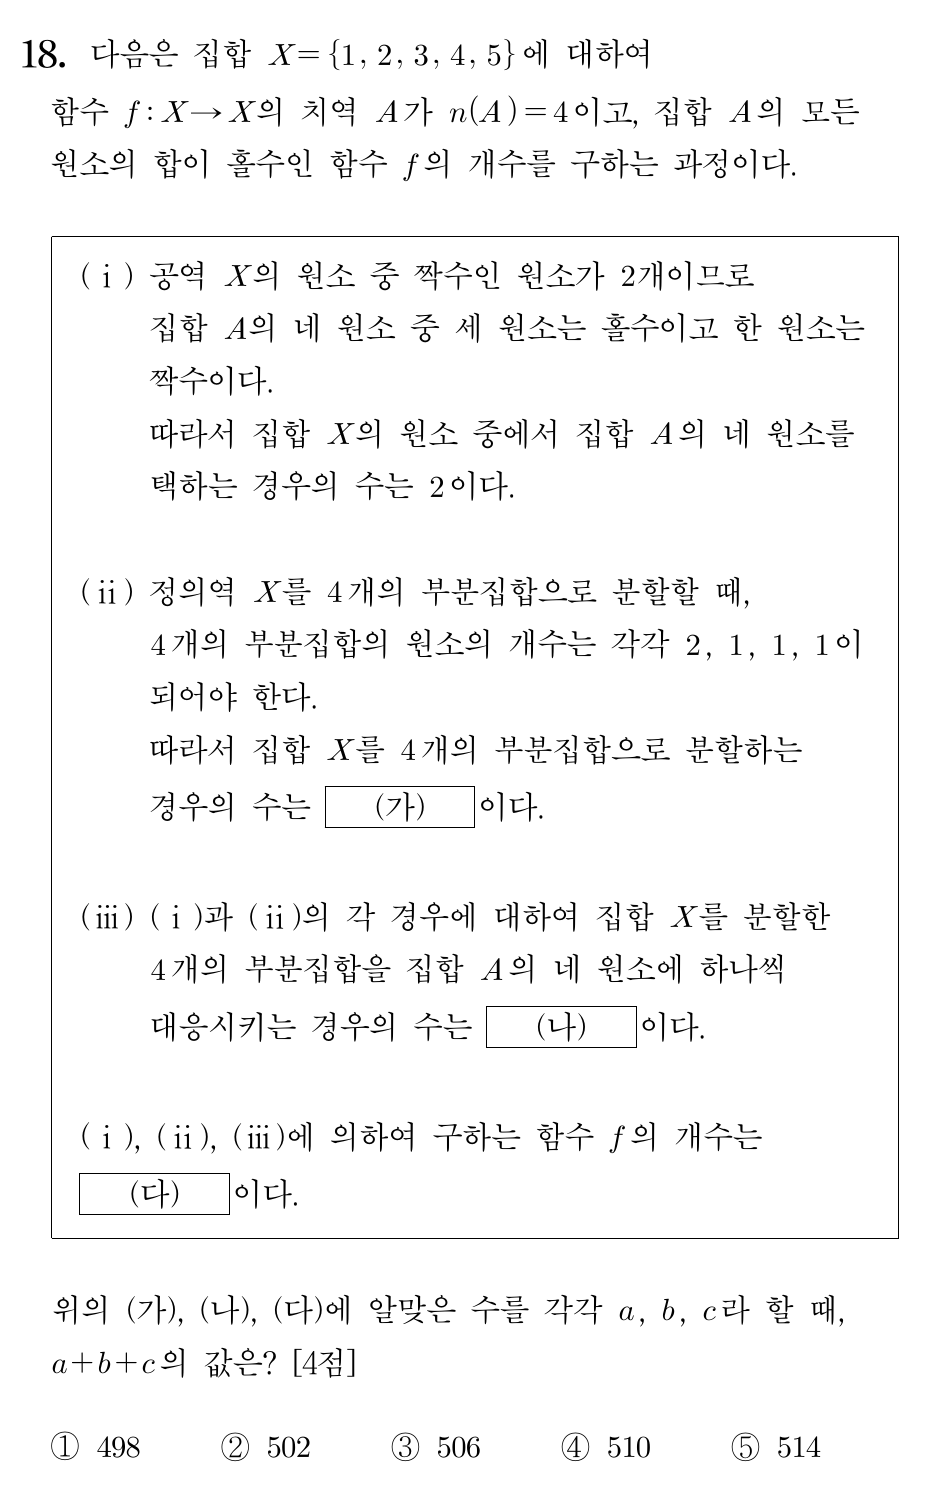 18. 다음은 집합 X={1, 2, 3, 4, 5}에 대하여
함수 f : X→X의 치역 A가 n(A)=4이고, 집합 A의 모든
원소의 합이 홀수인 함수 f의 개수를 구하는 과정이다.
(ⅰ) 공역 X의 원소 중 짝수인 원소가 2개이므로
집합 A의 네 원소 중 세 원소는 홀수이고 한 원소는
짝수이다.
따라서 집합 X의 원소 중에서 집합 A의 네 원소를
택하는 경우의 수는 2이다.
(ⅱ) 정의역 X를 4개의 부분집합으로 분할할 때,
4개의 부분집합의 원소의 개수는 각각 2, 1, 1, 1이
되어야 한다.
따라서 집합 X를 4개의 부분집합으로 분할하는
경우의 수는 (가) 이다.
(ⅲ) (ⅰ)과 (ⅱ)의 각 경우에 대하여 집합 X를 분할한
4개의 부분집합을 집합 A의 네 원소에 하나씩
대응시키는 경우의 수는 (나) 이다.
(ⅰ), (ⅱ), (ⅲ)에 의하여 구하는 함수 f의 개수는
(다) 이다.
위의 (가), (나), (다)에 알맞은 수를 각각 a, b, c라 할 때,
a+b+c의 값은? [4점]
① 498 ② 502 ③ 506 ④ 510 ⑤ 514